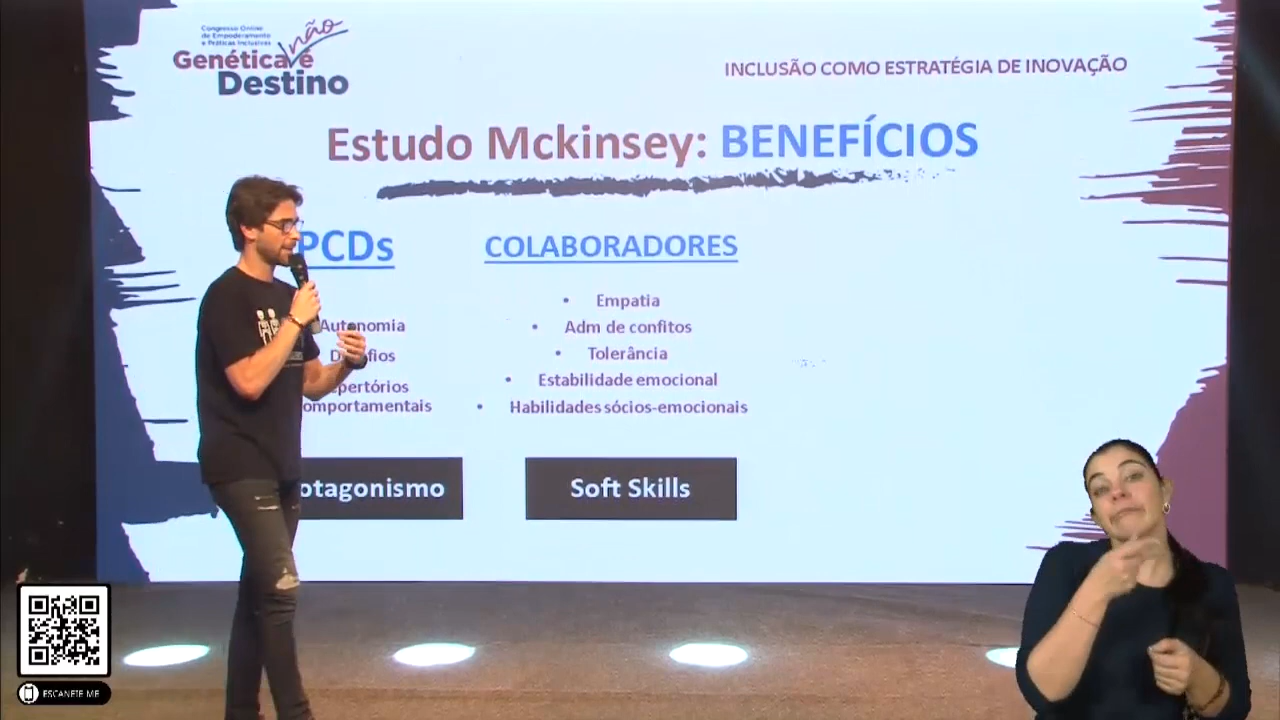 Congresso Online
de Empoderamento
e Práticas Inclusivas
não
Genética é
Destino
INCLUSÃO COMO ESTRATÉGIA DE INOVAÇÃO
Estudo Mckinsey: BENEFÍCIOS
PCDs
COLABORADORES
Autonomia
• Empatia
• Adm de confitos
• Tolerância
• Estabilidade emocional
• Habilidades sócios-emocionais
Soft Skills
ESCANEIE ME